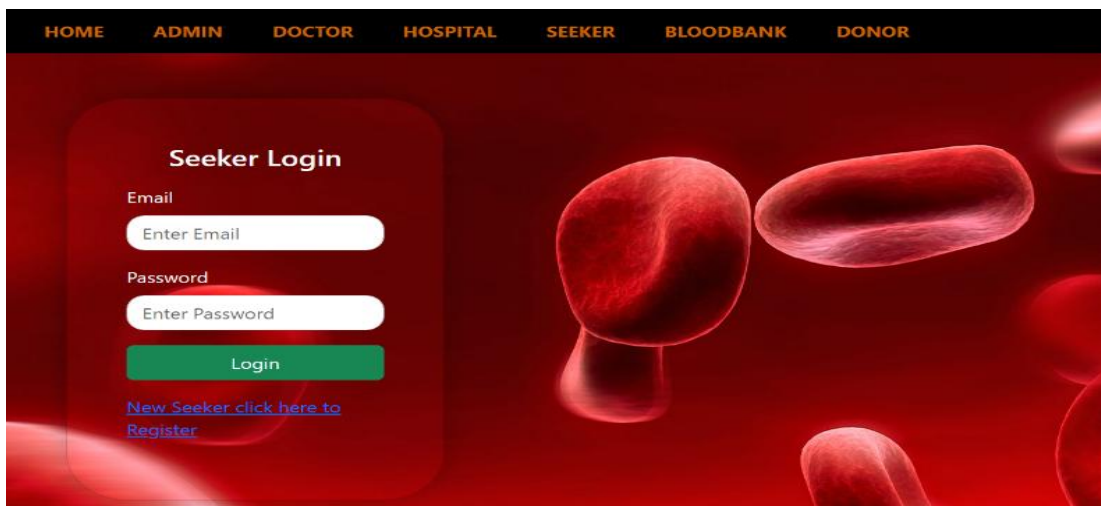 HOME ADMIN DOCTOR HOSPITAL SEEKER BLOODBANK DONOR
Seeker Login
Email
Enter Email
Password
Enter Password
Login
New Seeker click here to
Register